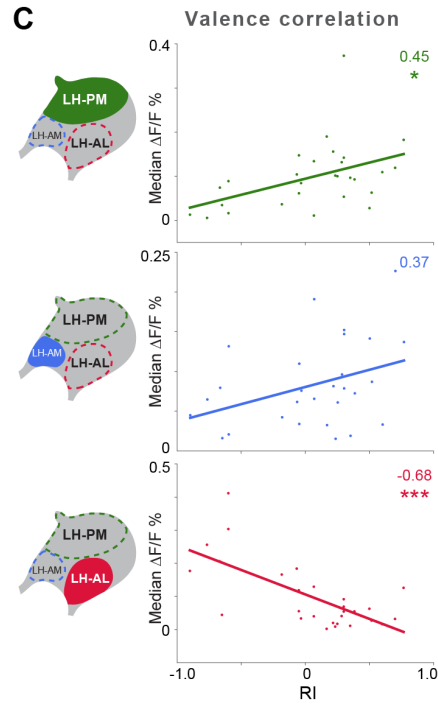 C
Valence correlation
LH-PM
LH-AM
LH-AL
Median ΔF/F %
0.4
0
0.45
*
LH-PM
LH-AM
LH-AL
Median ΔF/F %
0.25
0
0.37
LH-PM
LH-AM
LH-AL
Median ΔF/F %
0.5
0
-0.68
***
-1.0
0
1.0
RI